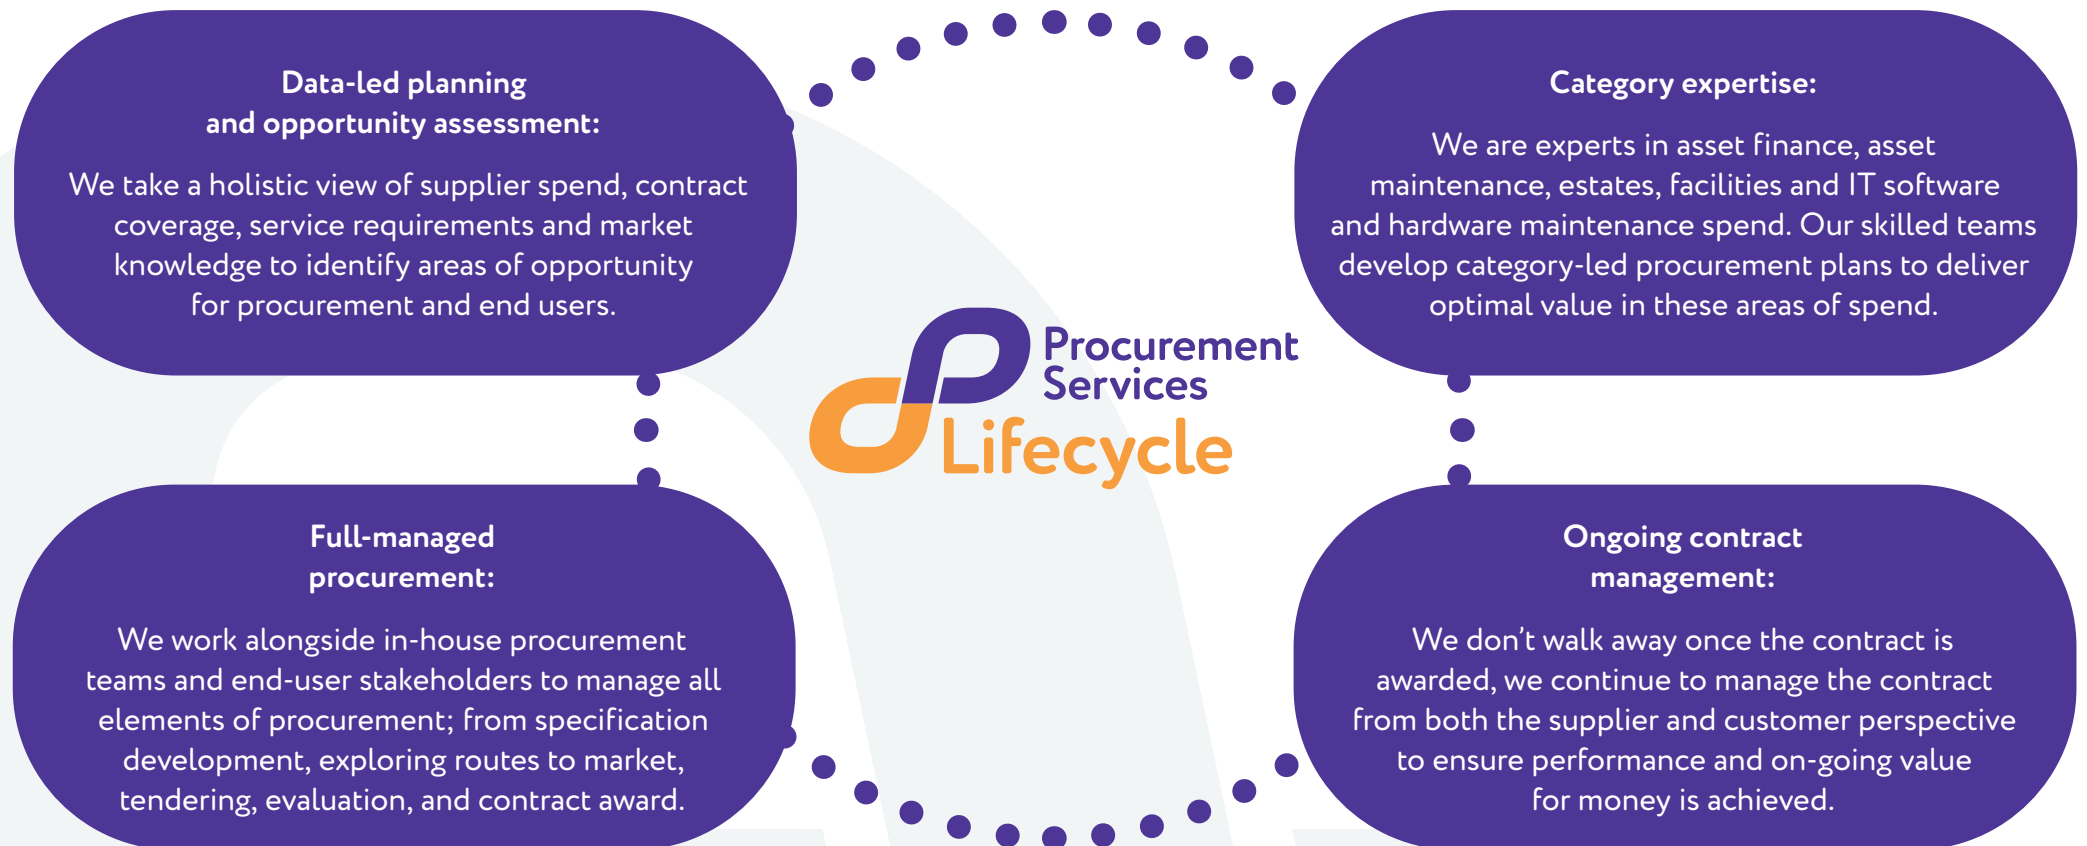 Data-led planning
and opportunity assessment:
We take a holistic view of supplier spend, contract
coverage, service requirements and market
knowledge to identify areas of opportunity
for procurement and end users.
Category expertise:
We are experts in asset finance, asset
maintenance, estates, facilities and IT software
and hardware maintenance spend. Our skilled teams
develop category-led procurement plans to deliver
optimal value in these areas of spend.
Procurement
Services
Lifecycle
Full-managed
procurement:
We work alongside in-house procurement
teams and end-user stakeholders to manage all
elements of procurement; from specification
development, exploring routes to market,
tendering, evaluation, and contract award.
Ongoing contract
management:
We don’t walk away once the contract is
awarded, we continue to manage the contract
from both the supplier and customer perspective
to ensure performance and on-going value
for money is achieved.